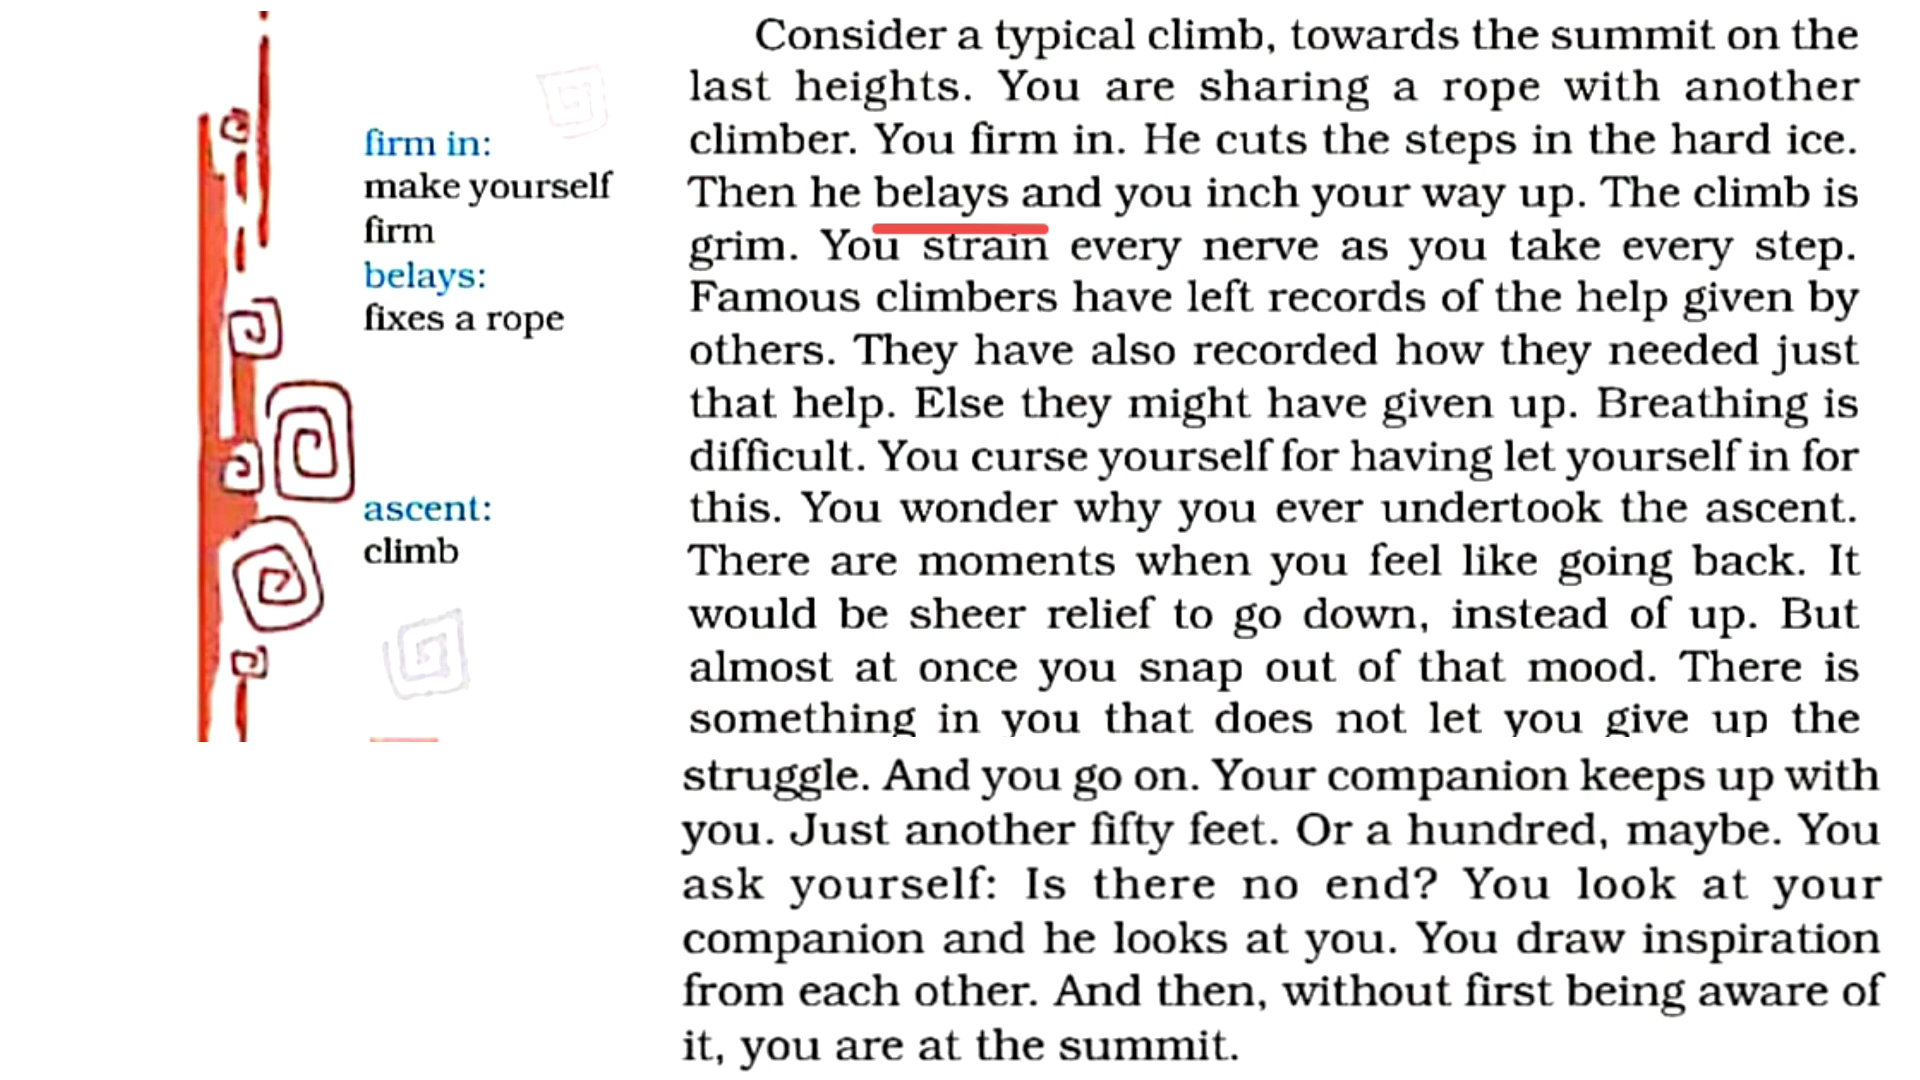 firm in:
make yourself
firm
belays:
fixes a rope
ascent:
climb
Consider a typical climb, towards the summit on the
last heights. You are sharing a rope with another
climber. You firm in. He cuts the steps in the hard ice.
Then he belays and you inch your way up. The climb is
grim. You strain every nerve as you take every step.
Famous climbers have left records of the help given by
others. They have also recorded how they needed just
that help. Else they might have given up. Breathing is
difficult. You curse yourself for having let yourself in for
this. You wonder why you ever undertook the ascent.
There are moments when you feel like going back. It
would be sheer relief to go down, instead of up. But
almost at once you snap out of that mood. There is
something in you that does not let you give up the
struggle. And you go on. Your companion keeps up with
you. Just another fifty feet. Or a hundred, maybe. You
ask yourself: Is there no end? You look at your
companion and he looks at you. You draw inspiration
from each other. And then, without first being aware of
it, you are at the summit.